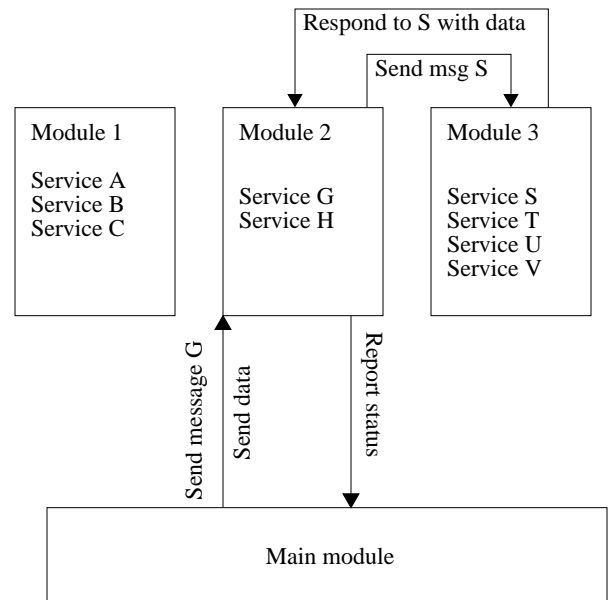 Respond to S with data
Send msg S
Module 1
Service A
Service B
Service C
Module 2
Service G
Service H
Module 3
Service S
Service T
Service U
Service V
Send message G
Send data
Report status
Main module